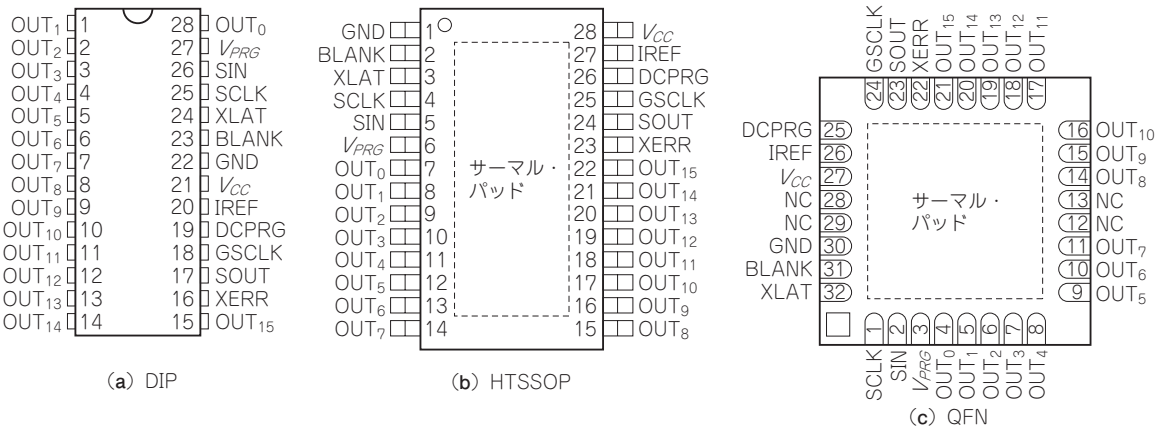 OUT₁ 1 28 OUT₀
OUT₂ 2 27 VPRG
OUT₃ 3 26 SIN
OUT₄ 4 25 SCLK
OUT₅ 5 24 XLAT
OUT₆ 6 23 BLANK
OUT₇ 7 22 GND
OUT₈ 8 21 VCC
OUT₉ 9 20 IREF
OUT₁₀ 10 19 DCPRG
OUT₁₁ 11 18 GSCLK
OUT₁₂ 12 17 SOUT
OUT₁₃ 13 16 XERR
OUT₁₄ 14 15 OUT₁₅
(a) DIP
GND 1 28 VCC
BLANK 2 27 IREF
XLAT 3 26 DCPRG
SCLK 4 25 GSCLK
SIN 5 24 SOUT
VPRG 6 23 XERR
OUT₀ 7 22 OUT₁₅
OUT₁ 8 21 OUT₁₄
OUT₂ 9 20 OUT₁₃
OUT₃ 10 19 OUT₁₂
OUT₄ 11 18 OUT₁₁
OUT₅ 12 17 OUT₁₀
OUT₆ 13 16 OUT₉
OUT₇ 14 15 OUT₈
サーマル・
パッド
(b) HTSSOP
GSCLK 24
SOUT 23
XERR 22
OUT₁₅ 21
OUT₁₄ 20
OUT₁₃ 19
OUT₁₂ 18
OUT₁₁ 17
DCPRG 25
IREF 26
VCC 27
NC 28
NC 29
GND 30
BLANK 31
XLAT 32
サーマル・
パッド
16 OUT₁₀
15 OUT₉
14 OUT₈
13 NC
12 NC
11 OUT₇
10 OUT₆
9 OUT₅
1 SCLK
2 SIN
3 VPRG
4 OUT₀
5 OUT₁
6 OUT₂
7 OUT₃
8 OUT₄
(c) QFN